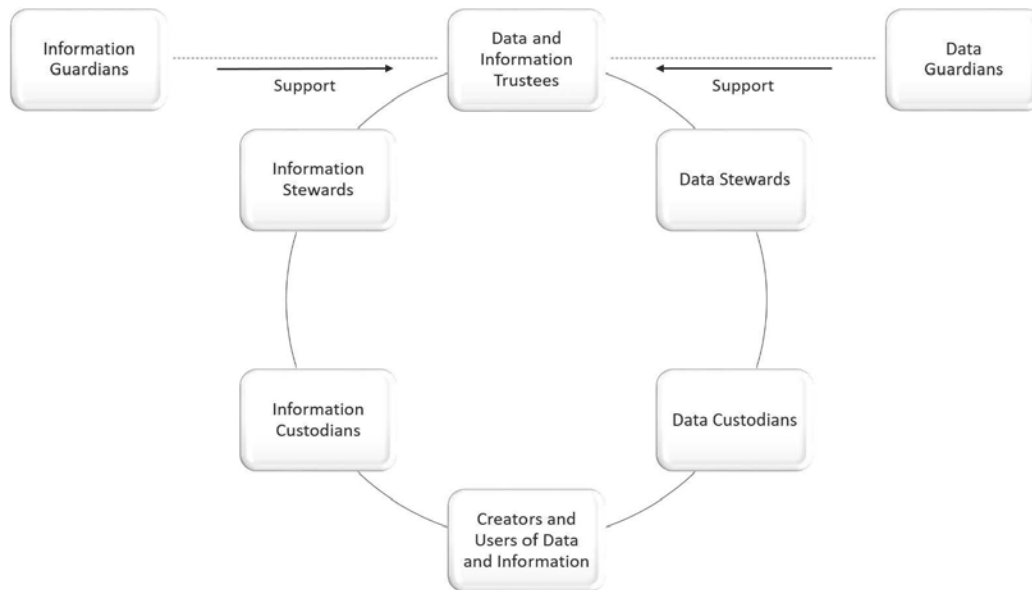 Information
Guardians
Support
Data and
Information
Trustees
Support
Data
Guardians
Information
Stewards
Data Stewards
Information
Custodians
Data Custodians
Creators and
Users of Data
and Information